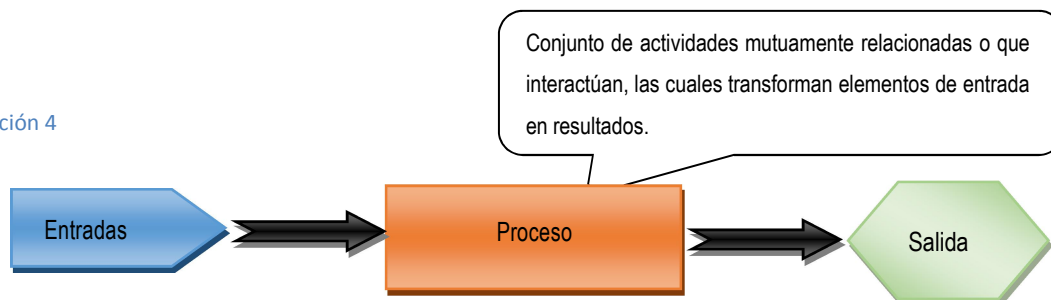 Conjunto de actividades mutuamente relacionadas o que
interactúan, las cuales transforman elementos de entrada
en resultados.
ción 4
Entradas
Proceso
Salida